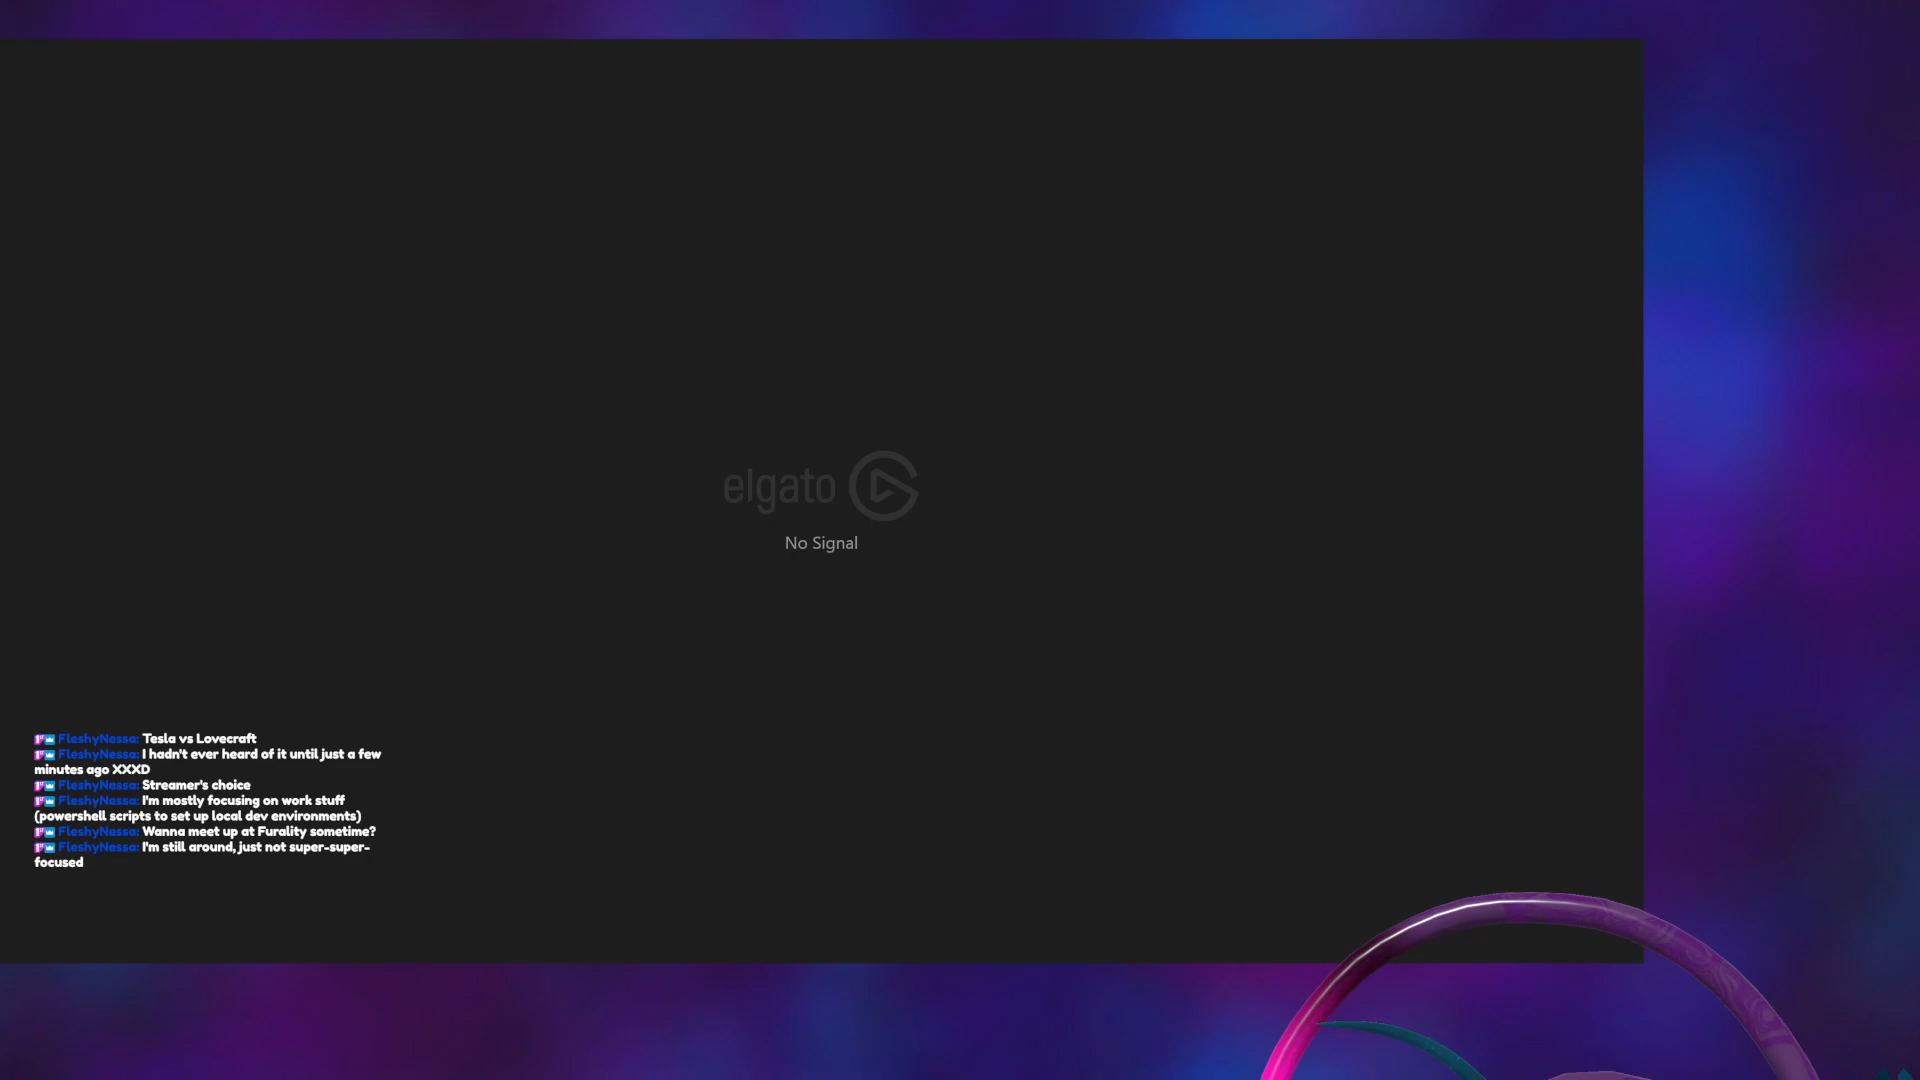 elgato
No Signal
FleshyNessa: Tesla vs Lovecraft
FleshyNessa: I hadn't ever heard of it until just a few
minutes ago XXXD
FleshyNessa: Streamer's choice
FleshyNessa: I'm mostly focusing on work stuff
(powershell scripts to set up local dev environments)
FleshyNessa: Wanna meet up at Furality sometime?
FleshyNessa: I'm still around, just not super-super-
focused